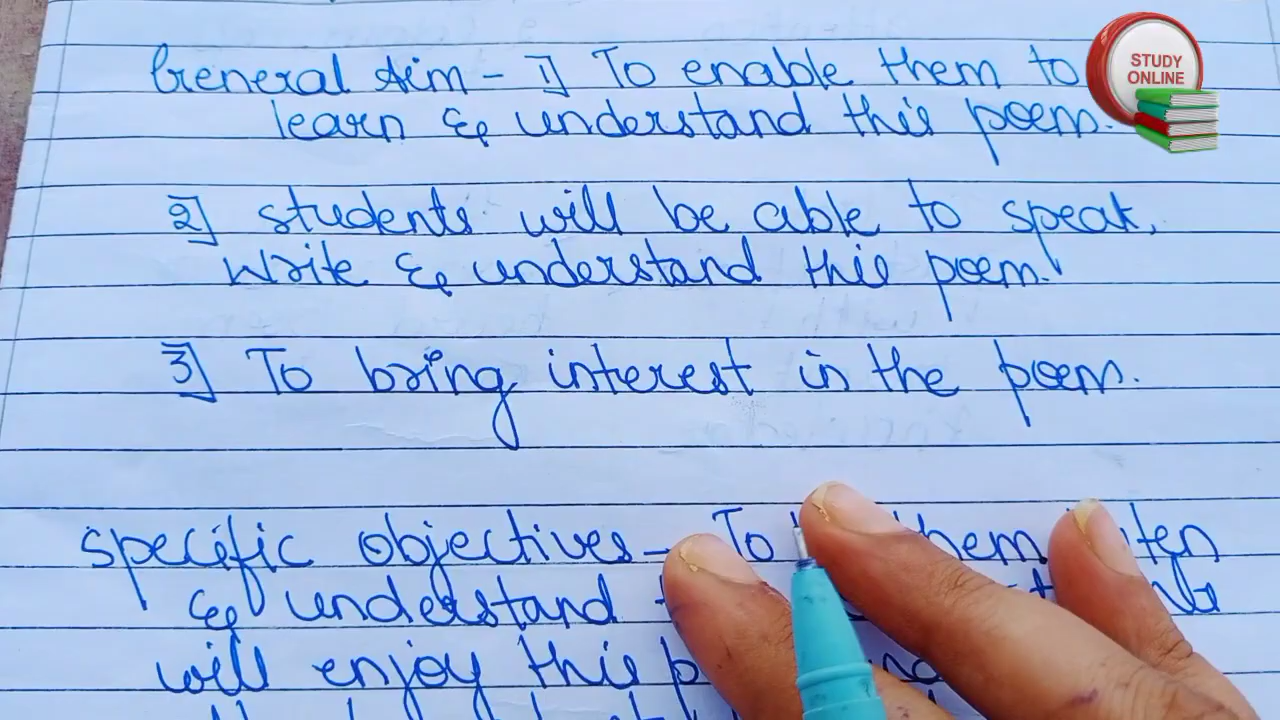 General Aim - 1] To enable them to
learn & understand this poem.
2] students will be able to speak,
write & understand this poem.
3] To bring interest in the poem.
specific objectives - To them
& understand
will enjoy this
STUDY
ONLINE